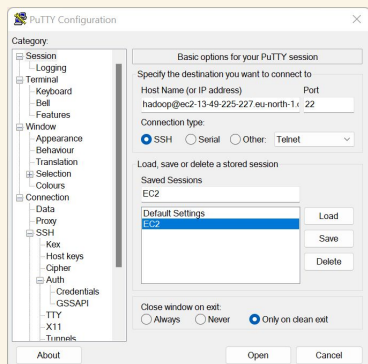 PuTTY Configuration
Category:
Session
Logging
Terminal
Keyboard
Bell
Features
Window
Appearance
Behaviour
Translation
Selection
Colours
Connection
Data
Proxy
SSH
Kex
Host keys
Cipher
Auth
Credentials
GSSAPI
TTY
X11
Tunnels
Basic options for your PuTTY session
Specify the destination you want to connect to
Host Name (or IP address) Port
hadoop@ec2-13-49-225-227.eu-north-1.c 22
Connection type:
SSH Serial Other: Telnet
Load, save or delete a stored session
Saved Sessions
EC2
Default Settings
EC2
Load
Save
Delete
Close window on exit:
Always Never Only on clean exit
About Open Cancel